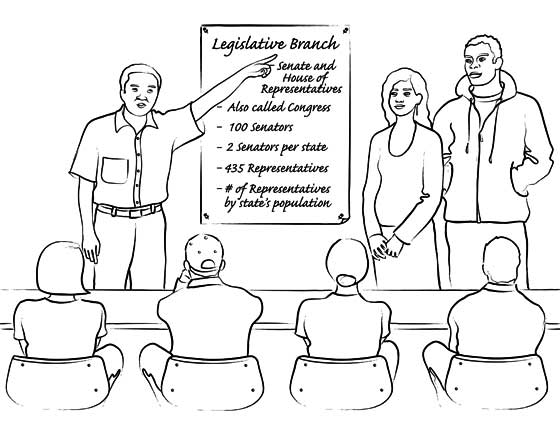 Legislative Branch
- Senate and
House of
Representatives
- Also called Congress
- 100 Senators
- 2 Senators per state
- 435 Representatives
- # of Representatives
by state's population